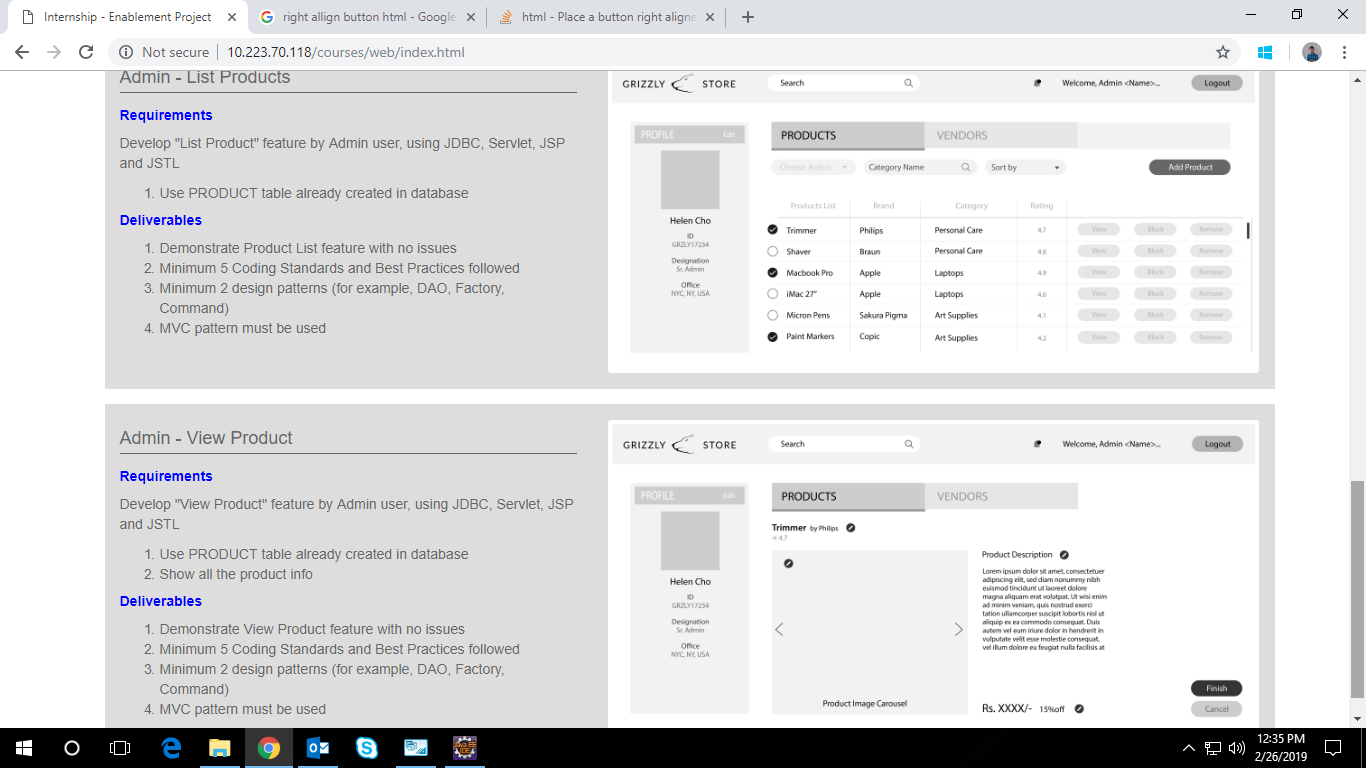 Internship - Enablement Project
right allign button html - Google
html - Place a button right aligne
Not secure
10.223.70.118/courses/web/index.html
Admin - List Products
Requirements
Develop "List Product" feature by Admin user, using JDBC, Servlet, JSP
and JSTL
1. Use PRODUCT table already created in database
Deliverables
1. Demonstrate Product List feature with no issues
2. Minimum 5 Coding Standards and Best Practices followed
3. Minimum 2 design patterns (for example, DAO, Factory,
Command)
4. MVC pattern must be used
GRIZZLY STORE
Search
Welcome, Admin <Name>...
Logout
PROFILE Edit
Helen Cho
ID
GRZLY17234
Designation
Sr. Admin
Office
NYC, NY, USA
PRODUCTS VENDORS
Choose Action Category Name Sort by Add Product
Products List Brand Category Rating
Trimmer Philips Personal Care 4.7 View Block Remove
Shaver Braun Personal Care 4.8 View Block Remove
Macbook Pro Apple Laptops 4.9 View Block Remove
iMac 27" Apple Laptops 4.6 View Block Remove
Micron Pens Sakura Pigma Art Supplies 4.1 View Block Remove
Paint Markers Copic Art Supplies 4.2 View Block Remove
Admin - View Product
Requirements
Develop "View Product" feature by Admin user, using JDBC, Servlet, JSP
and JSTL
1. Use PRODUCT table already created in database
2. Show all the product info
Deliverables
1. Demonstrate View Product feature with no issues
2. Minimum 5 Coding Standards and Best Practices followed
3. Minimum 2 design patterns (for example, DAO, Factory,
Command)
4. MVC pattern must be used
GRIZZLY STORE
Search
Welcome, Admin <Name>...
Logout
PROFILE Edit
Helen Cho
ID
GRZLY17234
Designation
Sr. Admin
Office
NYC, NY, USA
PRODUCTS VENDORS
Trimmer by Philips
4.7
Product Image Carousel
Product Description
Lorem ipsum dolor sit amet, consectetuer
adipiscing elit, sed diam nonummy nibh
euismod tincidunt ut laoreet dolore
magna aliquam erat volutpat. Ut wisi enim
ad minim veniam, quis nostrud exerci
tation ullamcorper suscipit lobortis nisl ut
aliquip ex ea commodo consequat. Duis
autem vel eum iriure dolor in hendrerit in
vulputate velit esse molestie consequat,
vel illum dolore eu feugiat nulla facilisis at
Rs. XXXX/- 15%off
Finish
Cancel
12:35 PM
2/26/2019